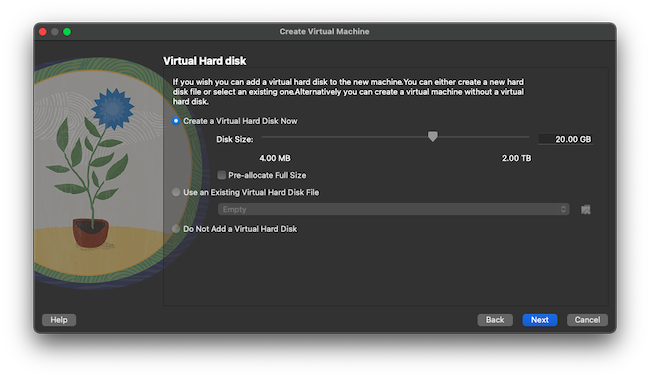 Create Virtual Machine
Virtual Hard disk
If you wish you can add a virtual hard disk to the new machine.You can either create a new hard
disk file or select an existing one.Alternatively you can create a virtual machine without a virtual
hard disk.
Create a Virtual Hard Disk Now
Disk Size:
20.00 GB
4.00 MB
2.00 TB
Pre-allocate Full Size
Use an Existing Virtual Hard Disk File
Empty
Do Not Add a Virtual Hard Disk
Help
Back
Next
Cancel